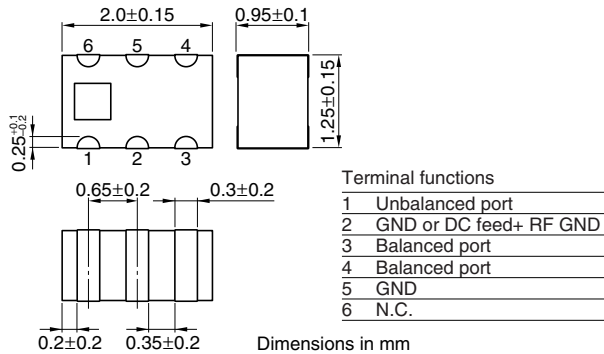 2.0±0.15
0.95±0.1
6 5 4
1.25±0.15
0.25+0.1-0.2
1 2 3
0.65±0.2
0.3±0.2
0.2±0.2
0.35±0.2
Dimensions in mm
Terminal functions
1 Unbalanced port
2 GND or DC feed+ RF GND
3 Balanced port
4 Balanced port
5 GND
6 N.C.